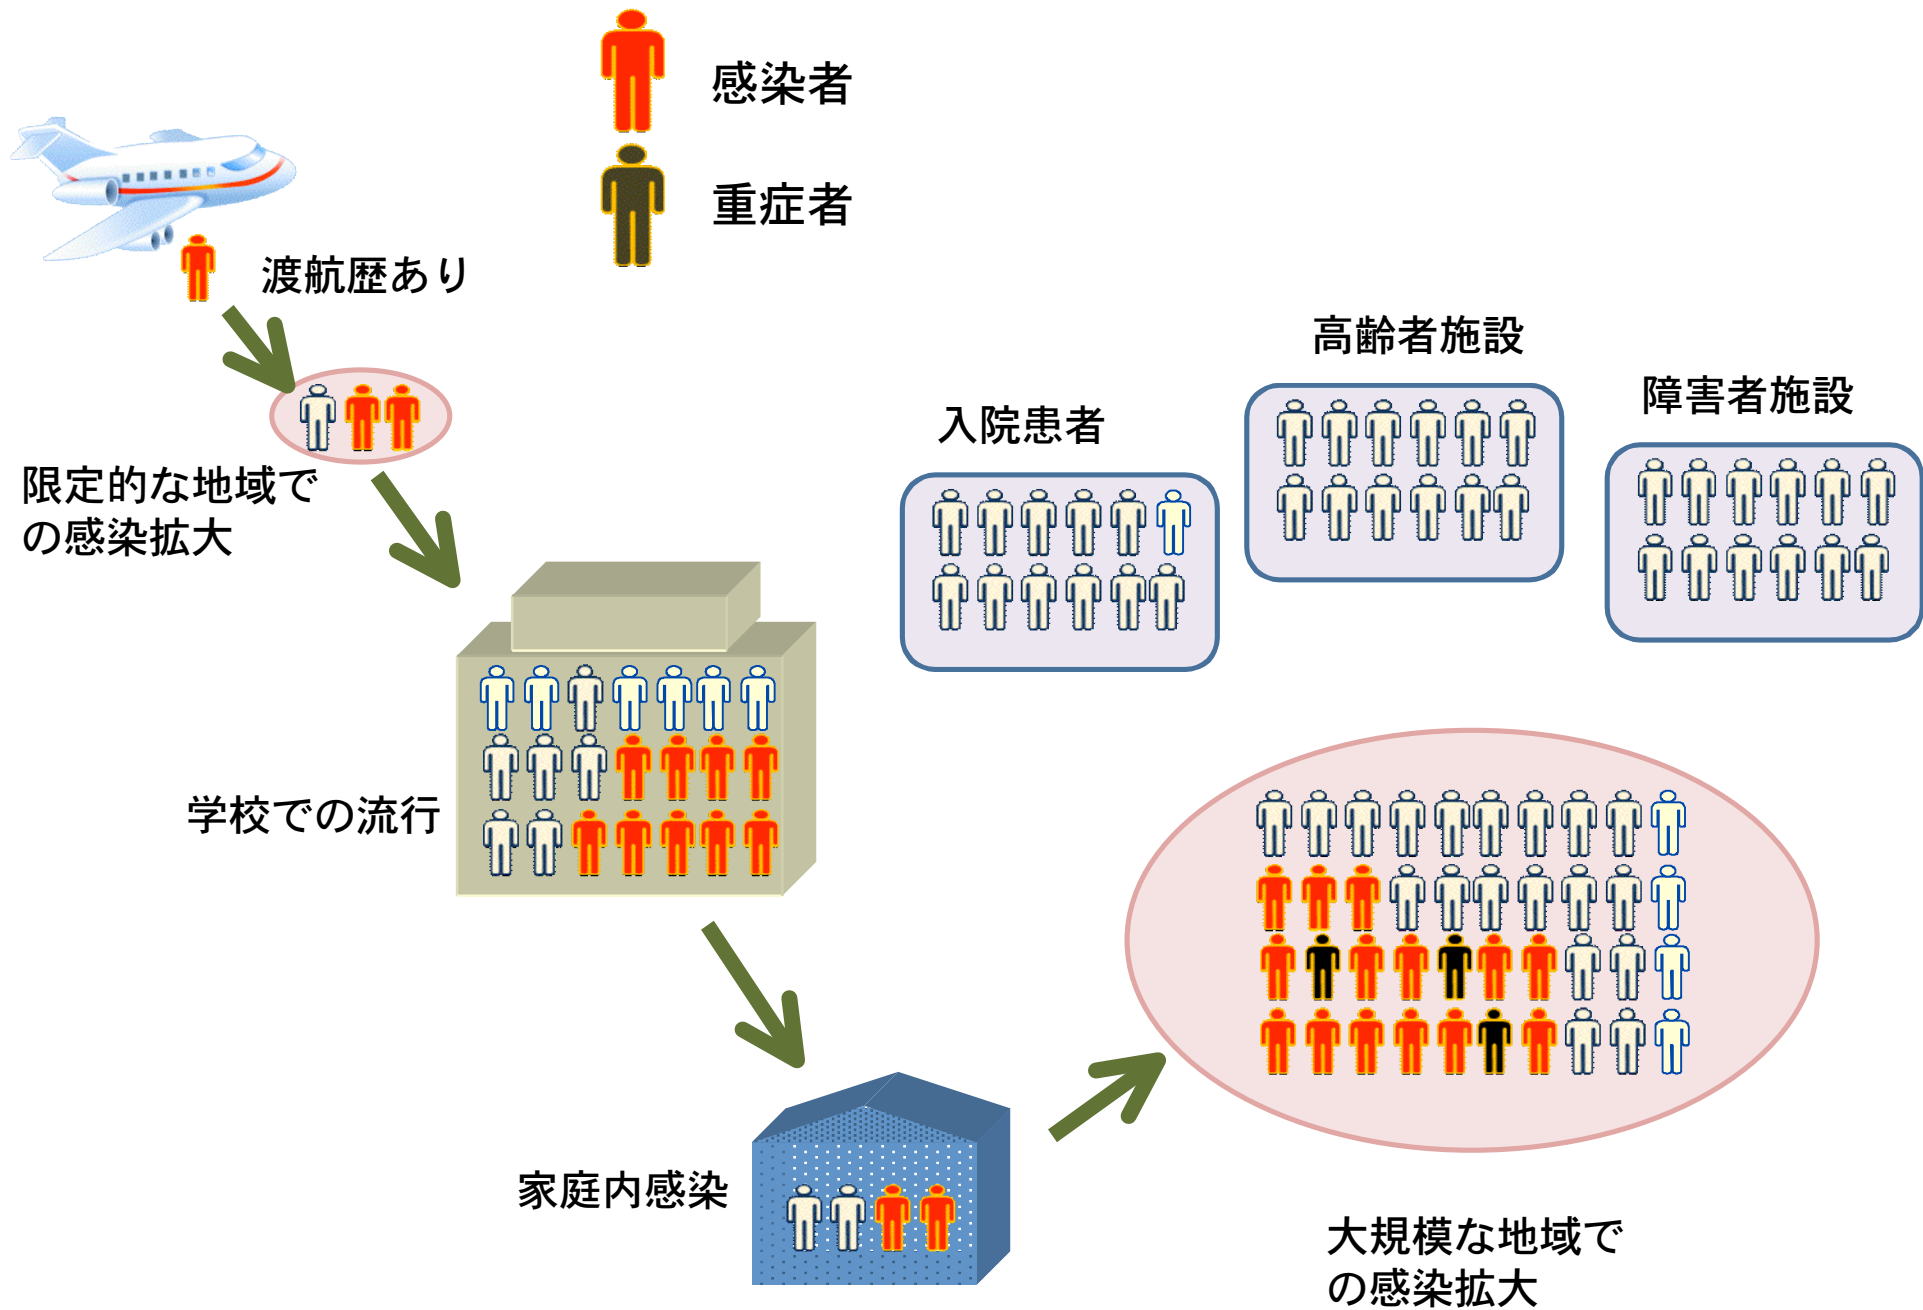 感染者
重症者
渡航歴あり
高齢者施設
障害者施設
入院患者
限定的な地域で
の感染拡大
学校での流行
家庭内感染
大規模な地域で
の感染拡大